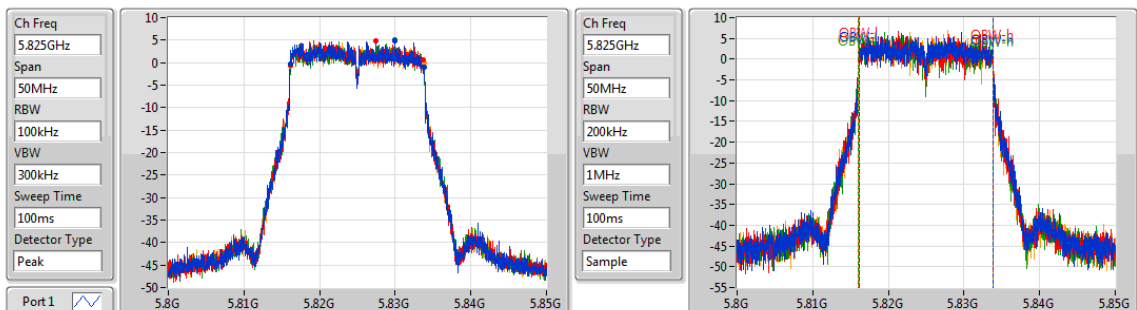 Ch Freq
5.825GHz
Span
50MHz
RBW
100kHz
VBW
300kHz
Sweep Time
100ms
Detector Type
Peak
Port 1
10
5
0
-5
-10
-15
-20
-25
-30
-35
-40
-45
-50
5.8G 5.81G 5.82G 5.83G 5.84G 5.85G
Ch Freq
5.825GHz
Span
50MHz
RBW
200kHz
VBW
1MHz
Sweep Time
100ms
Detector Type
Sample
10
5
0
-5
-10
-15
-20
-25
-30
-35
-40
-45
-50
-55
OBW-l OBW-h
5.8G 5.81G 5.82G 5.83G 5.84G 5.85G